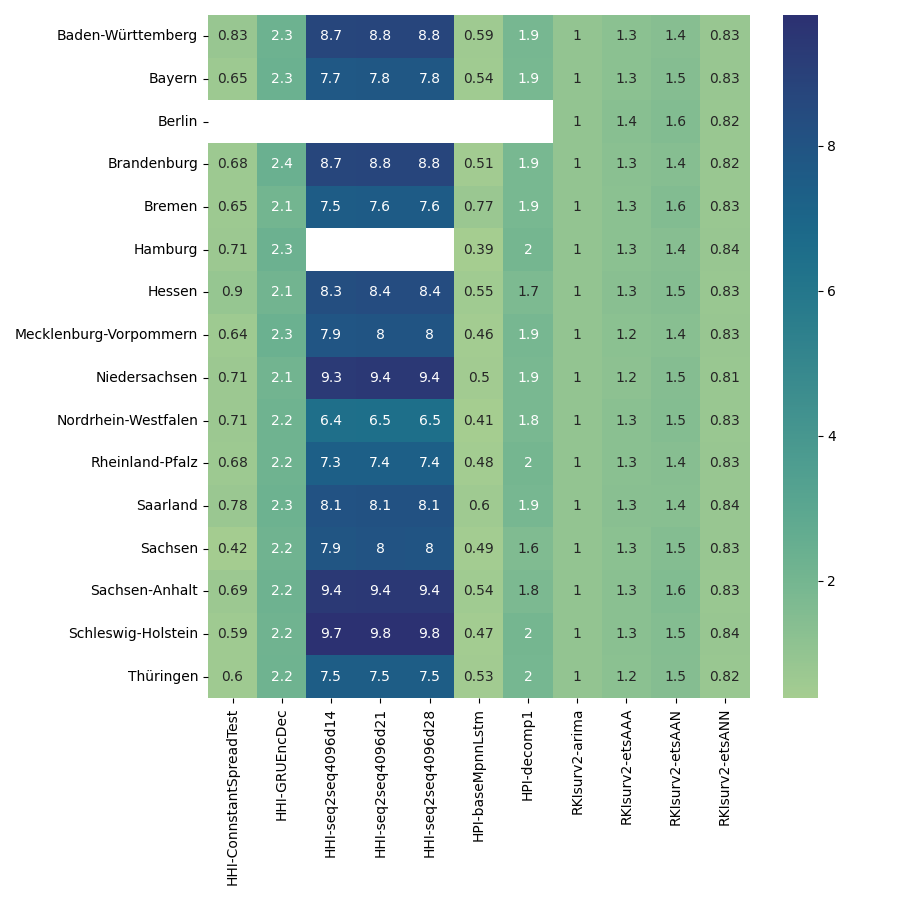 Baden-Württemberg 0.83 2.3 8.7 8.8 8.8 0.59 1.9 1 1.3 1.4 0.83
Bayern 0.65 2.3 7.7 7.8 7.8 0.54 1.9 1 1.3 1.5 0.83
Berlin 1 1.4 1.6 0.82
8
Brandenburg 0.68 2.4 8.7 8.8 8.8 0.51 1.9 1 1.3 1.4 0.82
Bremen 0.65 2.1 7.5 7.6 7.6 0.77 1.9 1 1.3 1.6 0.83
Hamburg 0.71 2.3 0.39 2 1 1.3 1.4 0.84
Hessen 0.9 2.1 8.3 8.4 8.4 0.55 1.7 1 1.3 1.5 0.83
6
Mecklenburg-Vorpommern 0.64 2.3 7.9 8 8 0.46 1.9 1 1.2 1.4 0.83
Niedersachsen 0.71 2.1 9.3 9.4 9.4 0.5 1.9 1 1.2 1.5 0.81
Nordrhein-Westfalen 0.71 2.2 6.4 6.5 6.5 0.41 1.8 1 1.3 1.5 0.83
4
Rheinland-Pfalz 0.68 2.2 7.3 7.4 7.4 0.48 2 1 1.3 1.4 0.83
Saarland 0.78 2.3 8.1 8.1 8.1 0.6 1.9 1 1.3 1.4 0.84
Sachsen 0.42 2.2 7.9 8 8 0.49 1.6 1 1.3 1.5 0.83
2
Sachsen-Anhalt 0.69 2.2 9.4 9.4 9.4 0.54 1.8 1 1.3 1.6 0.83
Schleswig-Holstein 0.59 2.2 9.7 9.8 9.8 0.47 2 1 1.3 1.5 0.84
Thüringen 0.6 2.2 7.5 7.5 7.5 0.53 2 1 1.2 1.5 0.82
HHI-ConnstantSpreadTest
HHI-GRUEncDec
HHI-seq2seq4096d14
HHI-seq2seq4096d21
HHI-seq2seq4096d28
HPI-baseMpnnLstm
HPI-decomp1
RKIsurv2-arima
RKIsurv2-etsAAA
RKIsurv2-etsAAN
RKIsurv2-etsANN